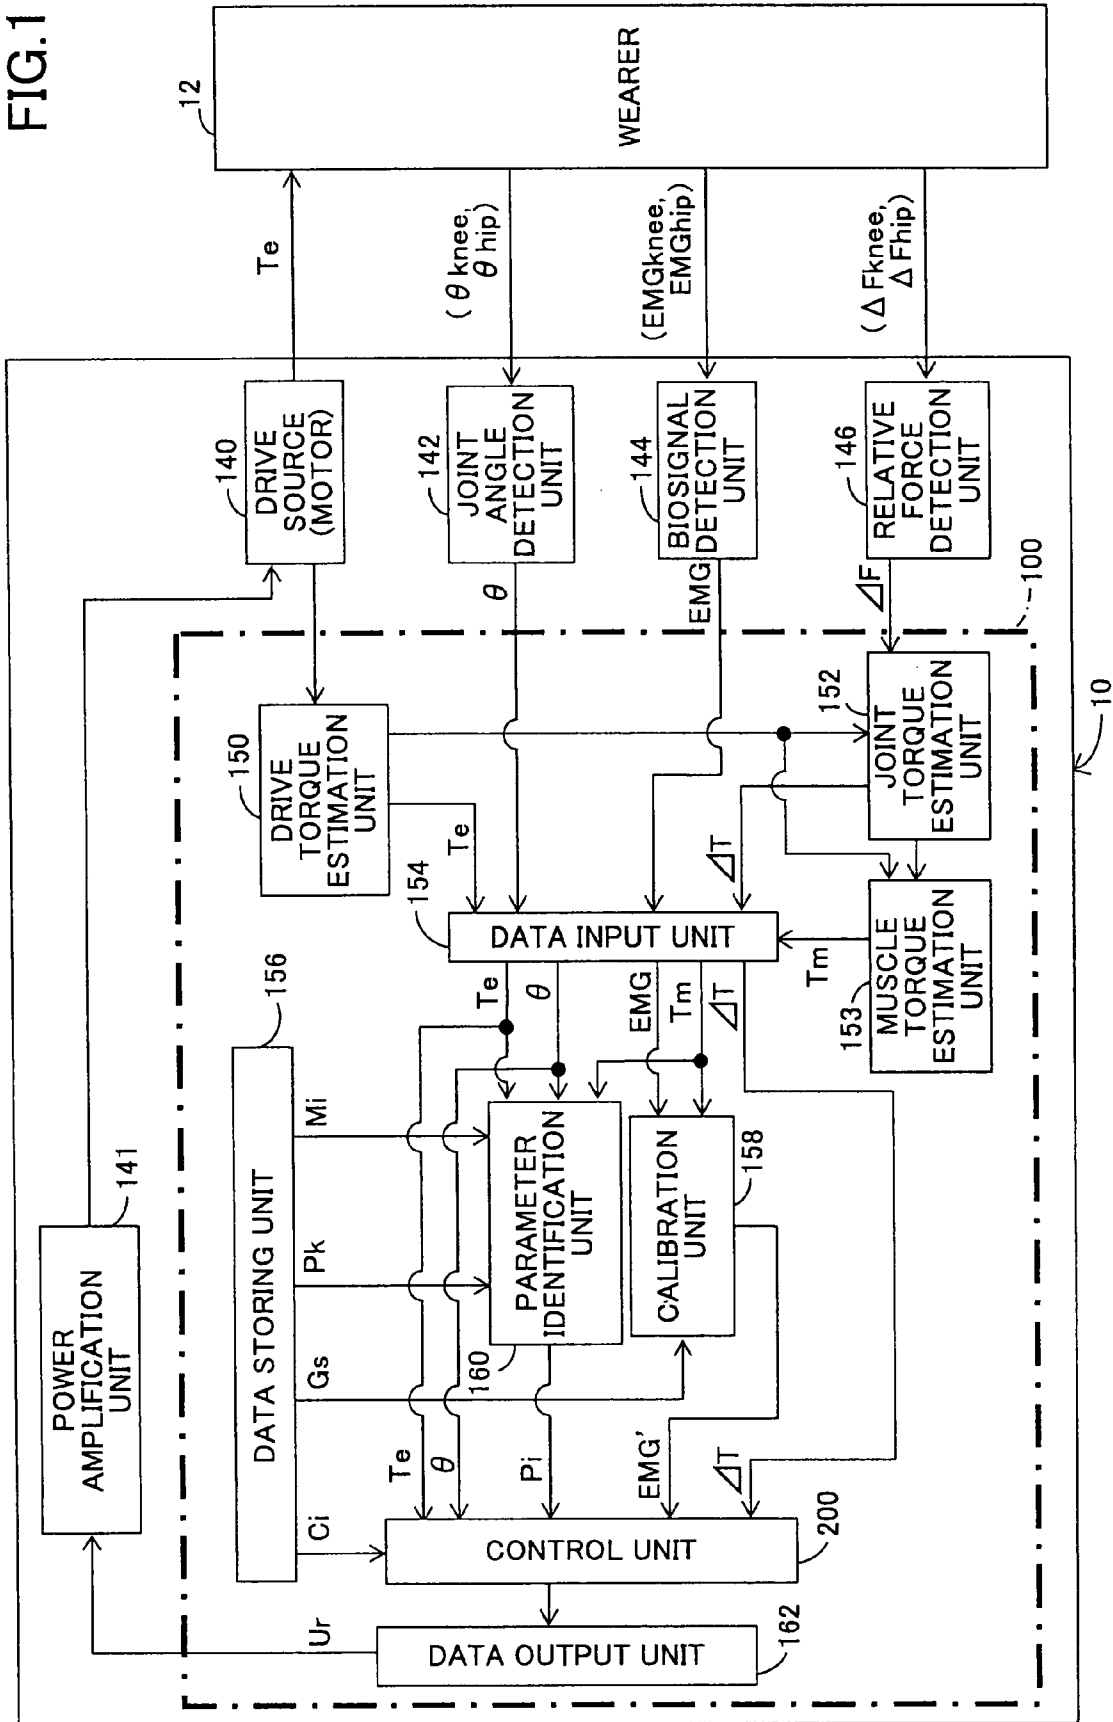 FIG.1
12
WEARER
Te
(θ knee,
θ hip)
(EMGknee,
EMGhip)
(ΔFknee,
ΔFhip)
140
DRIVE
SOURCE
(MOTOR)
142
JOINT
ANGLE
DETECTION
UNIT
144
BIOSIGNAL
DETECTION
UNIT
146
RELATIVE
FORCE
DETECTION
UNIT
θ
EMG
ΔF
100
10
150
DRIVE
TORQUE
ESTIMATION
UNIT
152
JOINT
TORQUE
ESTIMATION
UNIT
Te
ΔT
154
DATA INPUT UNIT
Tm
153
MUSCLE
TORQUE
ESTIMATION
UNIT
156
DATA STORING UNIT
Te
θ
EMG
Tm
ΔT
Mi
Pk
Gs
Ci
PARAMETER
IDENTIFICATION
UNIT
160
CALIBRATION
UNIT
158
141
POWER
AMPLIFICATION
UNIT
Te
θ
Pi
EMG'
ΔT
CONTROL UNIT
200
Ur
DATA OUTPUT UNIT
162